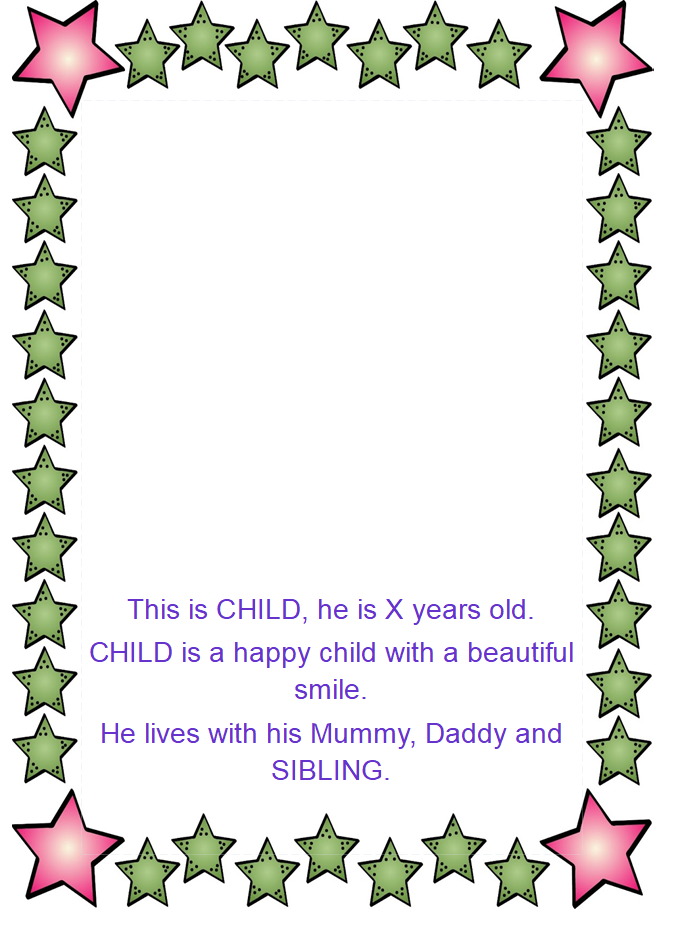 This is CHILD, he is X years old.
CHILD is a happy child with a beautiful
smile.
He lives with his Mummy, Daddy and
SIBLING.